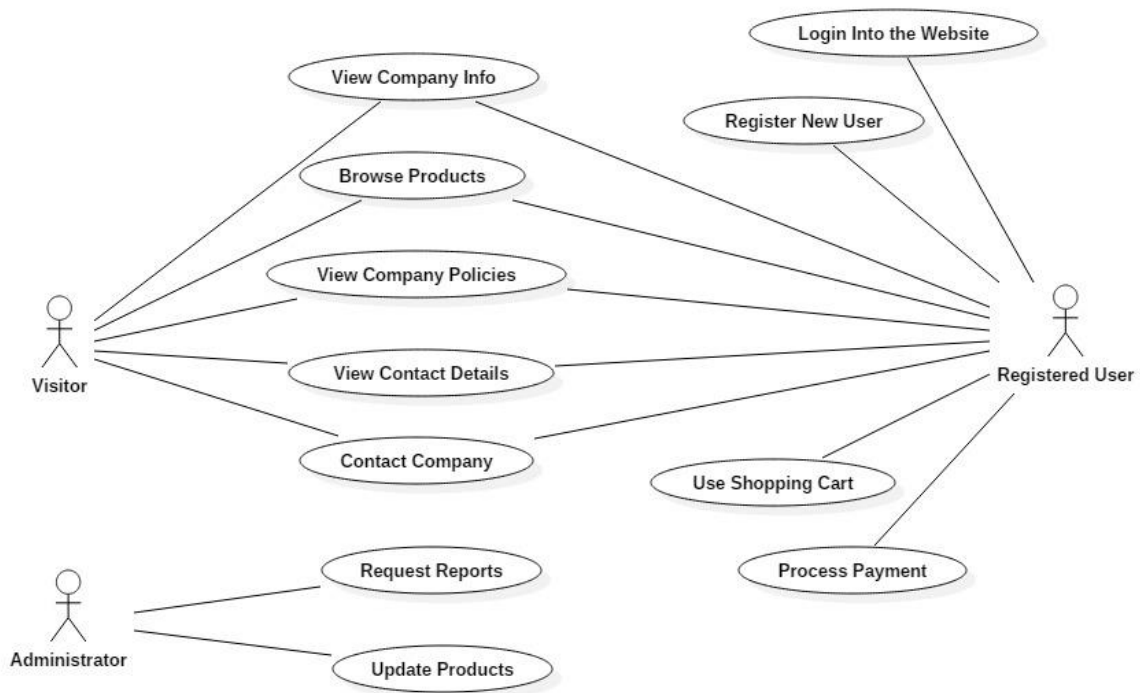 Login Into the Website
View Company Info
Register New User
Browse Products
View Company Policies
View Contact Details
Visitor
Registered User
Contact Company
Use Shopping Cart
Request Reports
Process Payment
Administrator
Update Products